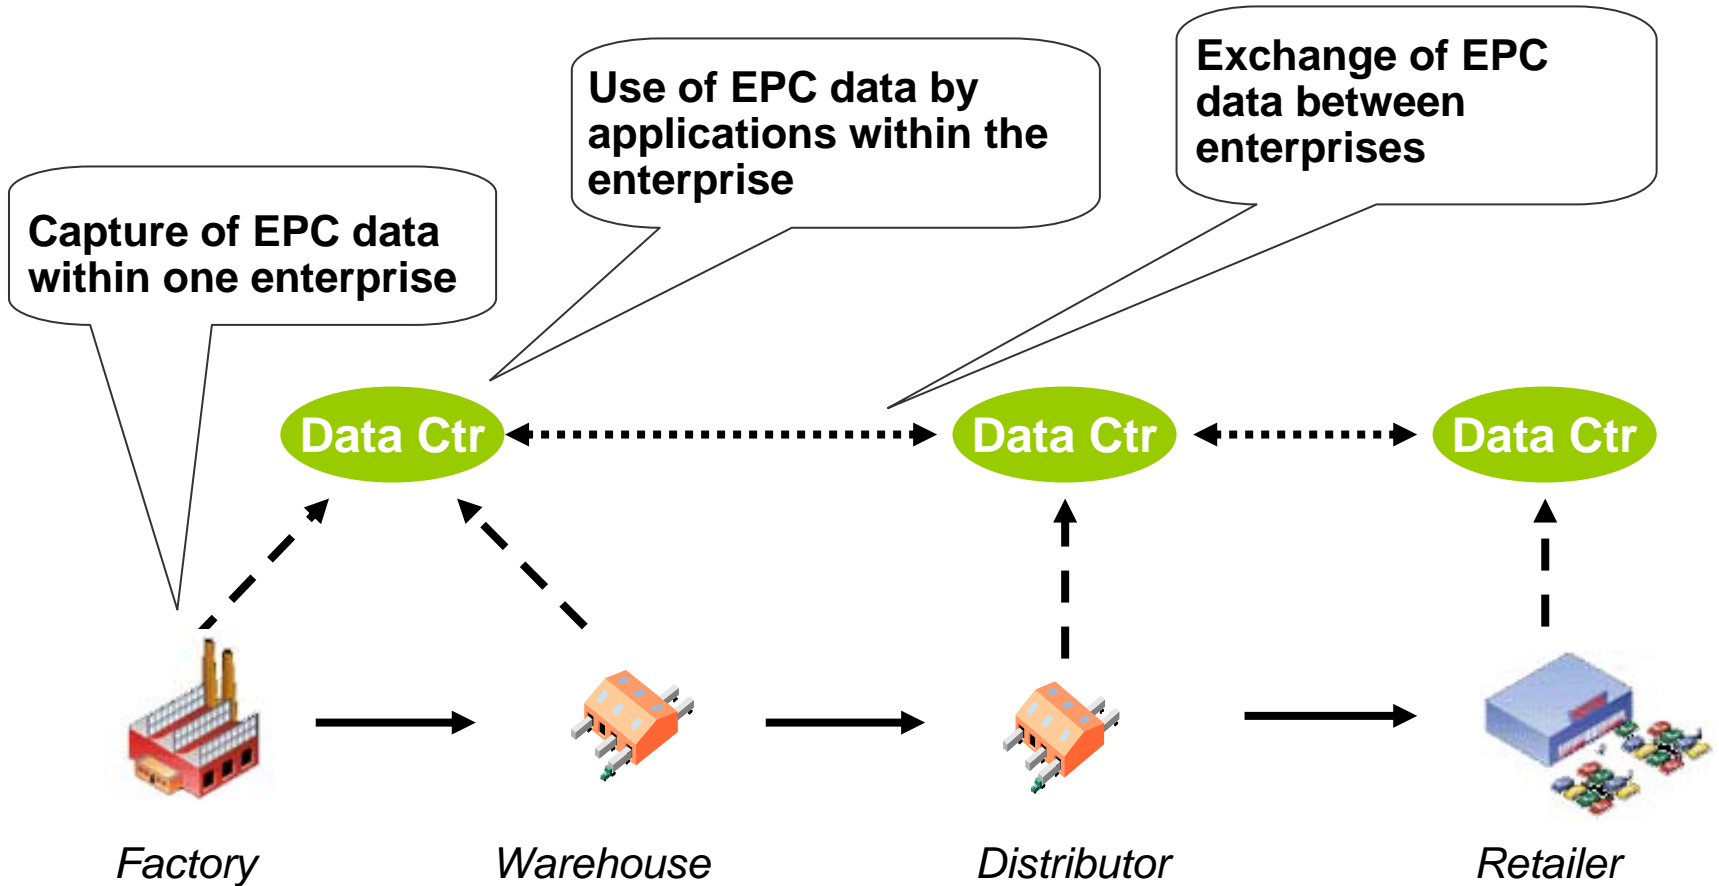 Capture of EPC data
within one enterprise
Use of EPC data by
applications within the
enterprise
Exchange of EPC
data between
enterprises
Data Ctr
Data Ctr
Data Ctr
Factory
Warehouse
Distributor
Retailer